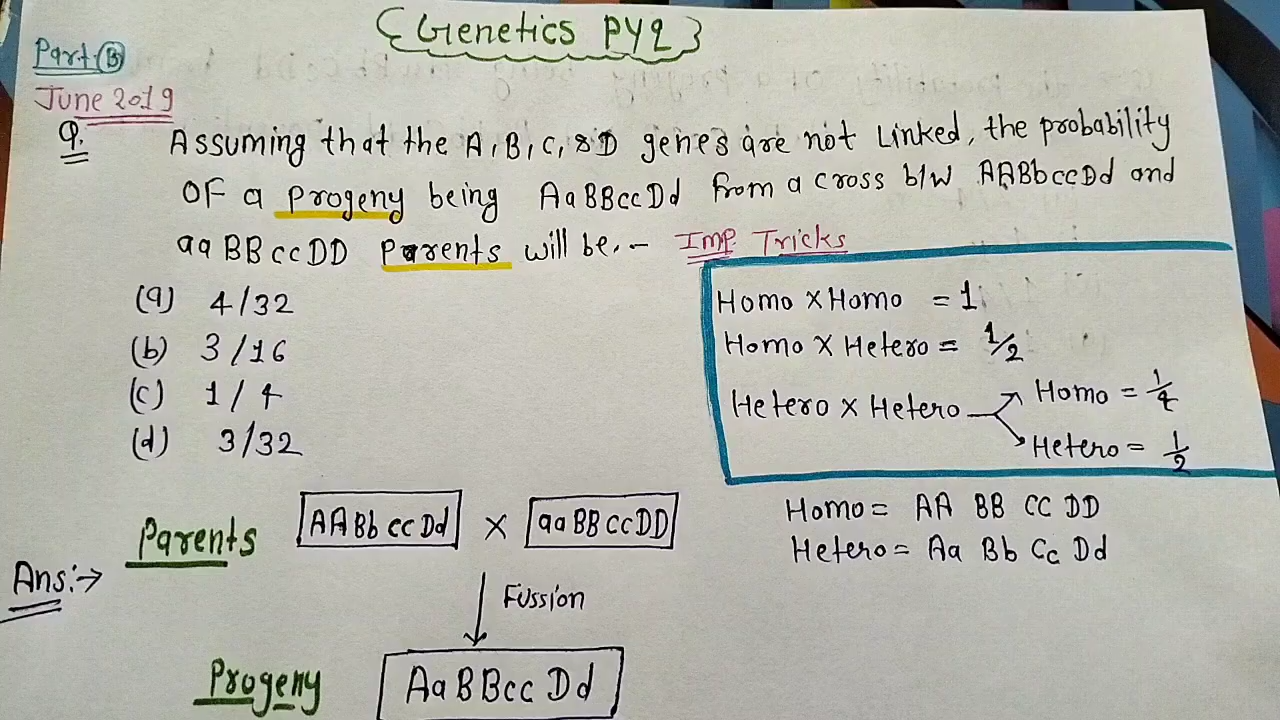 { Genetics PYQ }
Part-(B)
June 2019
Q. Assuming that the A, B, C, & D genes are not Linked, the probability
OF a progeny being AaBBccDd from a cross b/w AABbccDd and
aaBBccDD Parents will be. -
(a) 4/32
(b) 3/16
(c) 1/4
(d) 3/32
Imp. Tricks
Homo x Homo = 1
Homo x Hetero = 1/2
Hetero x Hetero
Homo = 1/4
Hetero = 1/2
Homo = AA BB CC DD
Hetero = Aa Bb Cc Dd
Ans:→
Parents AABbccDd x aaBBccDD
Fussion
Progeny AaBBccDd